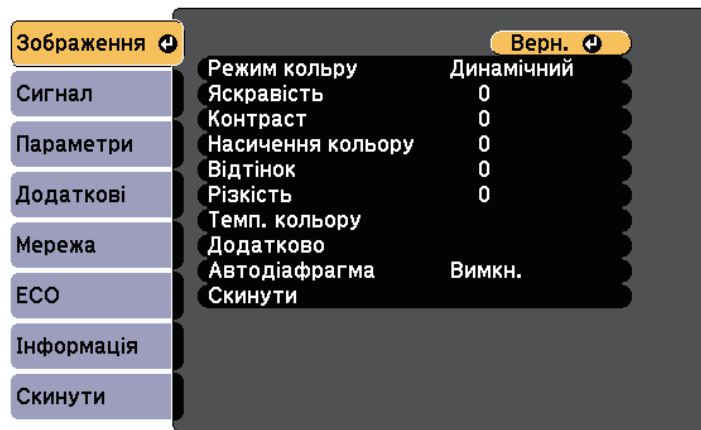 Зображення
Сигнал
Параметри
Додаткові
Мережа
ECO
Інформація
Скинути
Верн.
Режим кольру Динамічний
Яскравість 0
Контраст 0
Насичення кольору 0
Відтінок 0
Різкість 0
Темп. кольору
Додатково
Автодіафрагма Вимкн.
Скинути